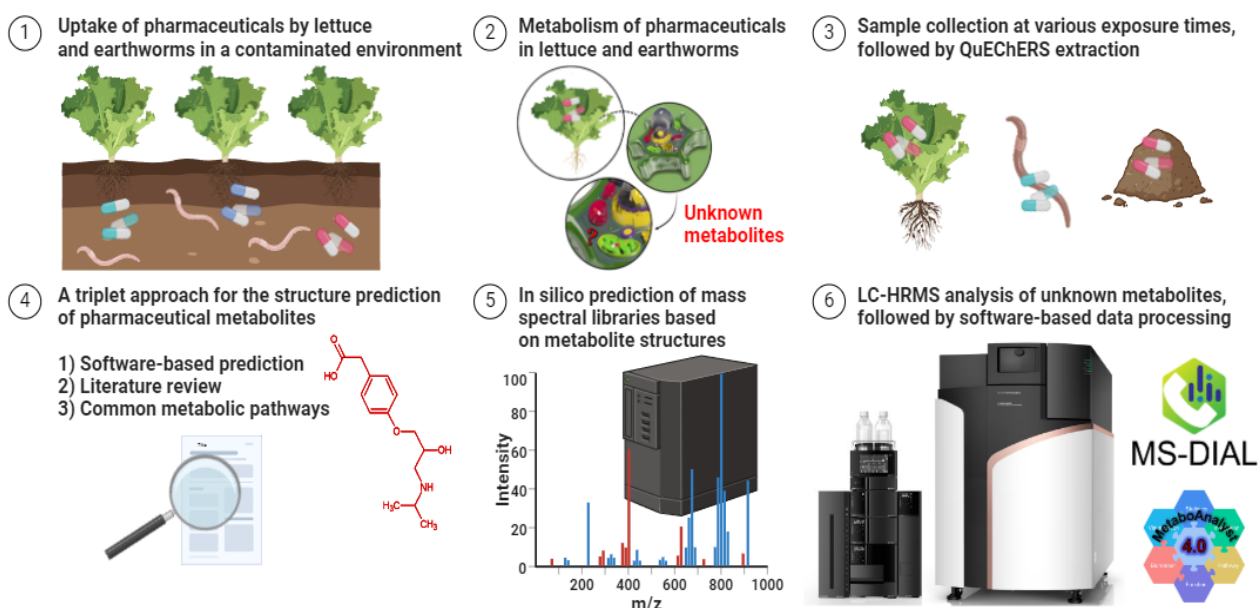 1
Uptake of pharmaceuticals by lettuce
and earthworms in a contaminated environment
2
Metabolism of pharmaceuticals
in lettuce and earthworms
?
Unknown
metabolites
3
Sample collection at various exposure times,
followed by QuEChERS extraction
4
A triplet approach for the structure prediction
of pharmaceutical metabolites
1) Software-based prediction
2) Literature review
3) Common metabolic pathways
O
HO
O
OH
NH
H₃C
CH₃
5
In silico prediction of mass
spectral libraries based
on metabolite structures
Intensity
100
80
60
40
20
0
200 400 600 800 1000
m/z
6
LC-HRMS analysis of unknown metabolites,
followed by software-based data processing
MS-DIAL
MetaboAnalyst
4.0